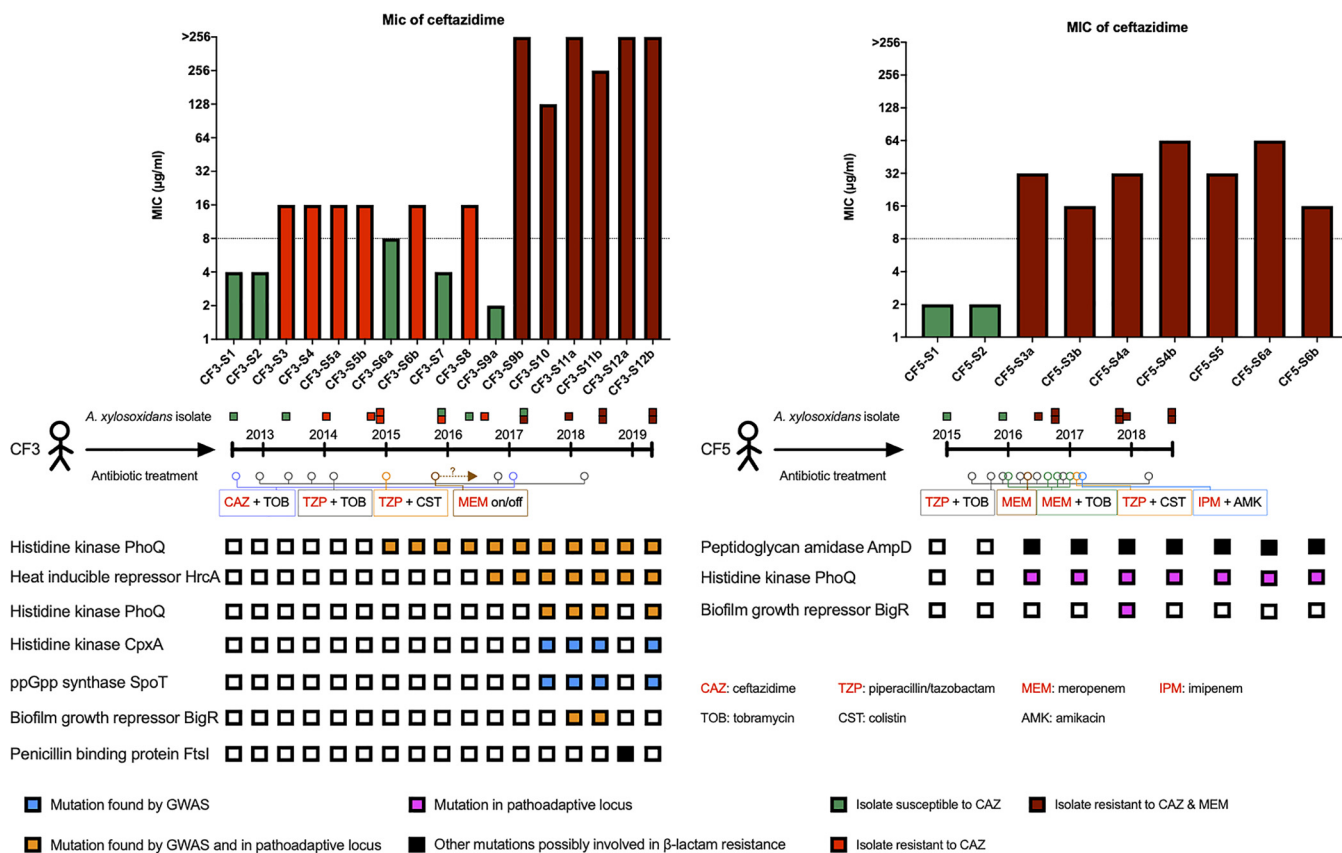 Mic of ceftazidime
MIC (µg/ml)
>256
256
128
64
32
16
8
4
2
1
CF3-S1
CF3-S2
CF3-S3
CF3-S4
CF3-S5a
CF3-S5b
CF3-S6a
CF3-S6b
CF3-S7
CF3-S8
CF3-S9a
CF3-S9b
CF3-S10
CF3-S11a
CF3-S11b
CF3-S12a
CF3-S12b
MIC of ceftazidime
MIC (µg/ml)
>256
256
128
64
32
16
8
4
2
1
CF5-S1
CF5-S2
CF5-S3a
CF5-S3b
CF5-S4a
CF5-S4b
CF5-S5
CF5-S6a
CF5-S6b
CF3
A. xylosoxidans isolate
2013 2014 2015 2016 2017 2018 2019
Antibiotic treatment
?
CAZ + TOB
TZP + TOB
TZP + CST
MEM on/off
CF5
A. xylosoxidans isolate
2015 2016 2017 2018
Antibiotic treatment
TZP + TOB
MEM
MEM + TOB
TZP + CST
IPM + AMK
Histidine kinase PhoQ
Heat inducible repressor HrcA
Histidine kinase PhoQ
Histidine kinase CpxA
ppGpp synthase SpoT
Biofilm growth repressor BigR
Penicillin binding protein FtsI
Peptidoglycan amidase AmpD
Histidine kinase PhoQ
Biofilm growth repressor BigR
CAZ: ceftazidime
TZP: piperacillin/tazobactam
MEM: meropenem
IPM: imipenem
TOB: tobramycin
CST: colistin
AMK: amikacin
Mutation found by GWAS
Mutation in pathoadaptive locus
Isolate susceptible to CAZ
Isolate resistant to CAZ & MEM
Mutation found by GWAS and in pathoadaptive locus
Other mutations possibly involved in β-lactam resistance
Isolate resistant to CAZ